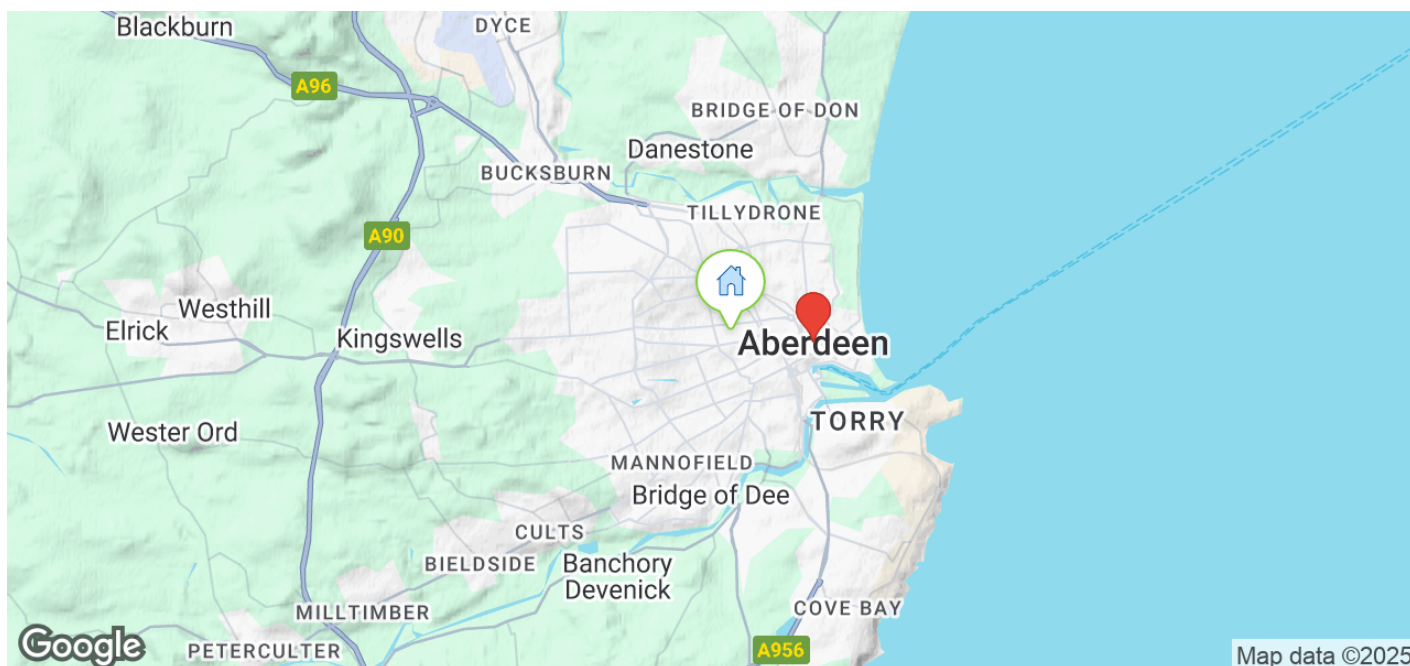 Blackburn
DYCE
A96
BRIDGE OF DON
Danestone
BUCKSBURN
TILLYDRONE
A90
Westhill
Elrick
Kingswells
Aberdeen
TORRY
Wester Ord
MANNOFIELD
Bridge of Dee
CULTS
BIELDSIDE
Banchory
Devenick
MILLTIMBER
COVE BAY
PETERCULTER
A956
Google
Map data ©2025